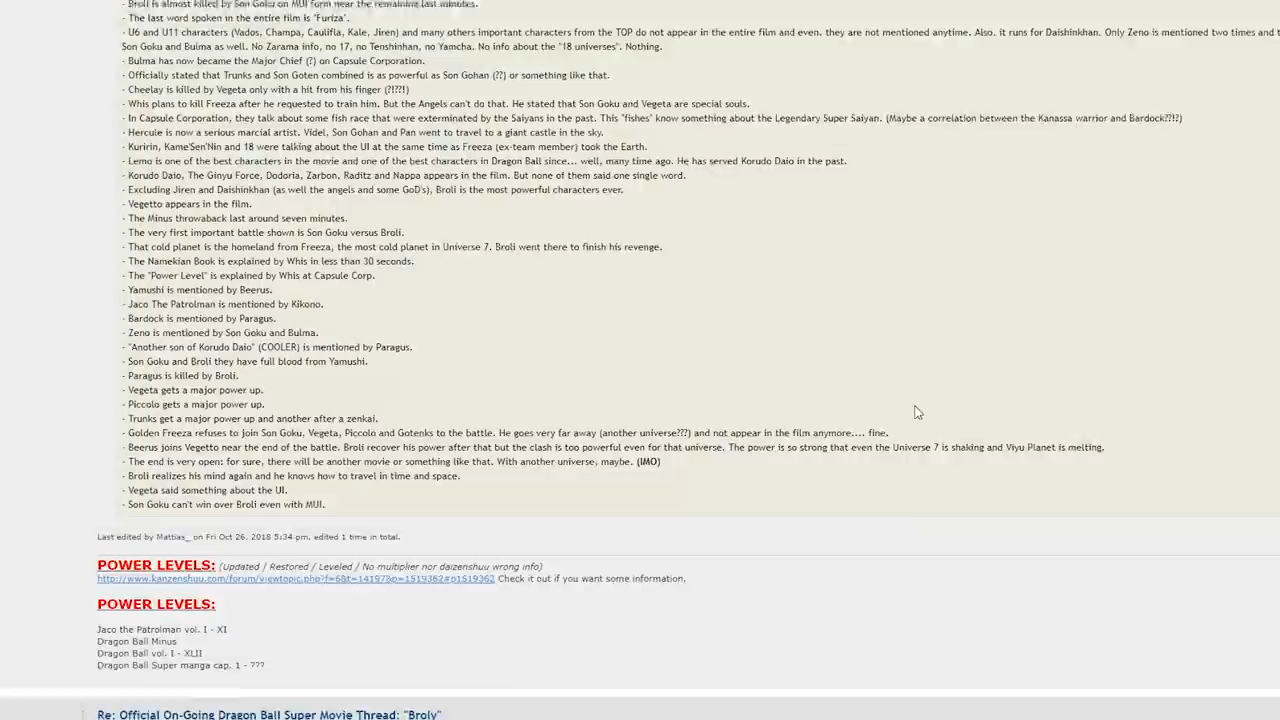 - Broli is almost killed by Son Goku on MUI form near the remaining last minutes.
- The last word spoken in the entire film is "Furiza".
- U6 and U11 characters (Vados, Champa, Caulifla, Kale, Jiren) and many others important characters from the TOP do not appear in the entire film and even. they are not mentioned anytime. Also. it runs for Daishinkhan. Only Zeno is mentioned two times and t
Son Goku and Bulma as well. No Zarama info, no 17, no Tenshinhan, no Yamcha. No info about the "18 universes". Nothing.
- Bulma has now became the Major Chief (?) on Capsule Corporation.
- Officially stated that Trunks and Son Goten combined is as powerful as Son Gohan (??) or something like that.
- Cheelay is killed by Vegeta only with a hit from his finger (?!??!)
- Whis plans to kill Freeza after he requested to train him. But the Angels can't do that. He stated that Son Goku and Vegeta are special souls.
- In Capsule Corporation, they talk about some fish race that were exterminated by the Saiyans in the past. This "fishes" know something about the Legendary Super Saiyan. (Maybe a correlation between the Kanassa warrior and Bardock??!?)
- Hercule is now a serious marcial artist. Videl, Son Gohan and Pan went to travel to a giant castle in the sky.
- Kuririn, Kame'Sen'Nin and 18 were talking about the UI at the same time as Freeza (ex-team member) took the Earth.
- Lemo is one of the best characters in the movie and one of the best characters in Dragon Ball since... well, many time ago. He has served Korudo Daio in the past.
- Korudo Daio, The Ginyu Force, Dodoria, Zarbon, Raditz and Nappa appears in the film. But none of them said one single word.
- Excluding Jiren and Daishinkhan (as well the angels and some GoD's), Broli is the most powerful characters ever.
- Vegetto appears in the film.
- The Minus throwaback last around seven minutes.
- The very first important battle shown is Son Goku versus Broli.
- That cold planet is the homeland from Freeza, the most cold planet in Universe 7. Broli went there to finish his revenge.
- The Namekian Book is explained by Whis in less than 30 seconds.
- The "Power Level" is explained by Whis at Capsule Corp.
- Yamushi is mentioned by Beerus.
- Jaco The Patrolman is mentioned by Kikono.
- Bardock is mentioned by Paragus.
- Zeno is mentioned by Son Goku and Bulma.
- "Another son of Korudo Daio" (COOLER) is mentioned by Paragus.
- Son Goku and Broli they have full blood from Yamushi.
- Paragus is killed by Broli.
- Vegeta gets a major power up.
- Piccolo gets a major power up.
- Trunks get a major power up and another after a zenkai.
- Golden Freeza refuses to join Son Goku, Vegeta, Piccolo and Gotenks to the battle. He goes very far away (another universe???) and not appear in the film anymore.... fine.
- Beerus joins Vegetto near the end of the battle. Broli recover his power after that but the clash is too powerful even for that universe. The power is so strong that even the Universe 7 is shaking and Viyu Planet is melting.
- The end is very open: for sure, there will be another movie or something like that. With another universe, maybe. (IMO)
- Broli realizes his mind again and he knows how to travel in time and space.
- Vegeta said something about the UI.
- Son Goku can't win over Broli even with MUI.
Last edited by Mattias_ on Fri Oct 26, 2018 5:34 pm, edited 1 time in total.
POWER LEVELS: (Updated / Restored / Leveled / No multiplier nor daizenshuu wrong info)
http://www.kanzenshuu.com/forum/viewtopic.php?f=6&t=14197&p=1519362#p1519362 Check it out if you want some information.
POWER LEVELS:
Jaco the Patrolman vol. I - XI
Dragon Ball Minus
Dragon Ball vol. I - XLII
Dragon Ball Super manga cap. 1 - ???
Re: Official On-Going Dragon Ball Super Movie Thread: "Broly"